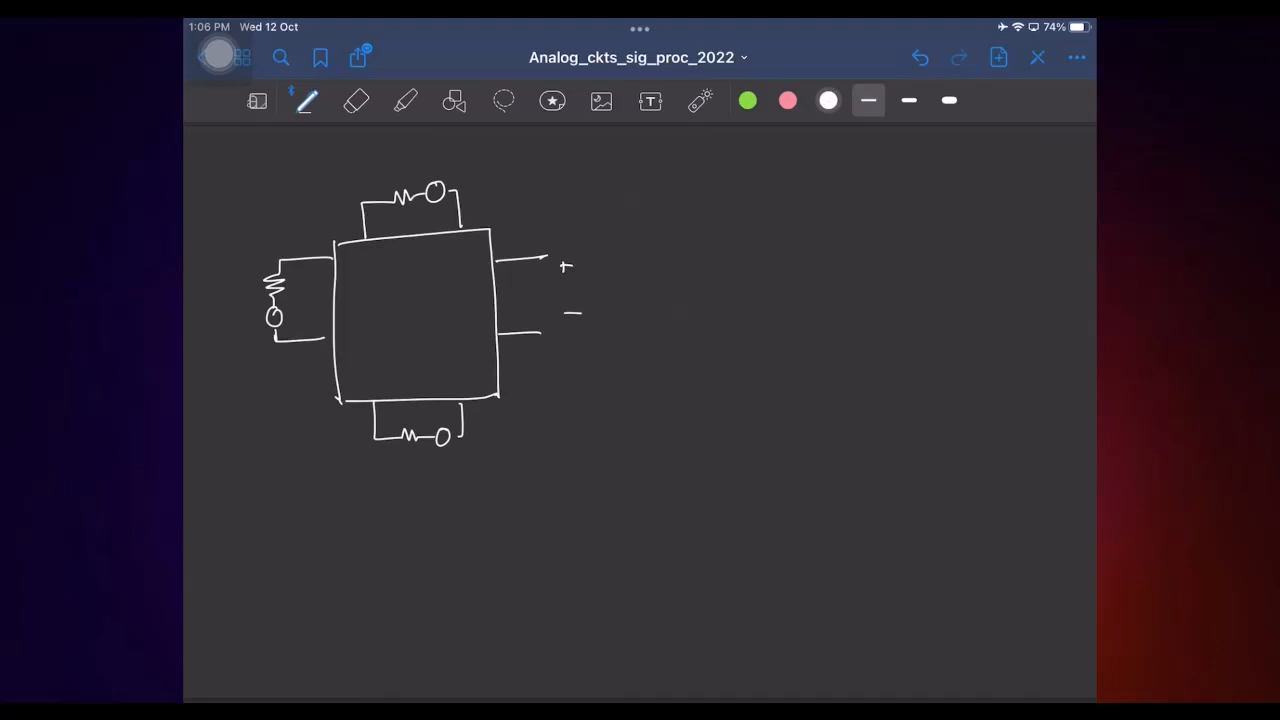 1:06 PM Wed 12 Oct
74%
Analog_ckts_sig_proc_2022
T
+
−